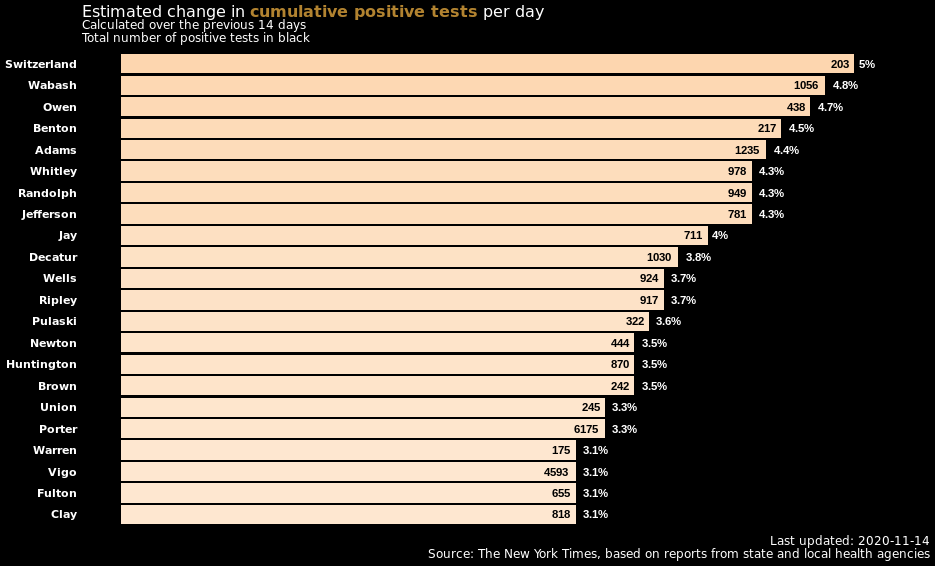 Estimated change in cumulative positive tests per day
Calculated over the previous 14 days
Total number of positive tests in black
Switzerland 203 5%
Wabash 1056 4.8%
Owen 438 4.7%
Benton 217 4.5%
Adams 1235 4.4%
Whitley 978 4.3%
Randolph 949 4.3%
Jefferson 781 4.3%
Jay 711 4%
Decatur 1030 3.8%
Wells 924 3.7%
Ripley 917 3.7%
Pulaski 322 3.6%
Newton 444 3.5%
Huntington 870 3.5%
Brown 242 3.5%
Union 245 3.3%
Porter 6175 3.3%
Warren 175 3.1%
Vigo 4593 3.1%
Fulton 655 3.1%
Clay 818 3.1%
Last updated: 2020-11-14
Source: The New York Times, based on reports from state and local health agencies